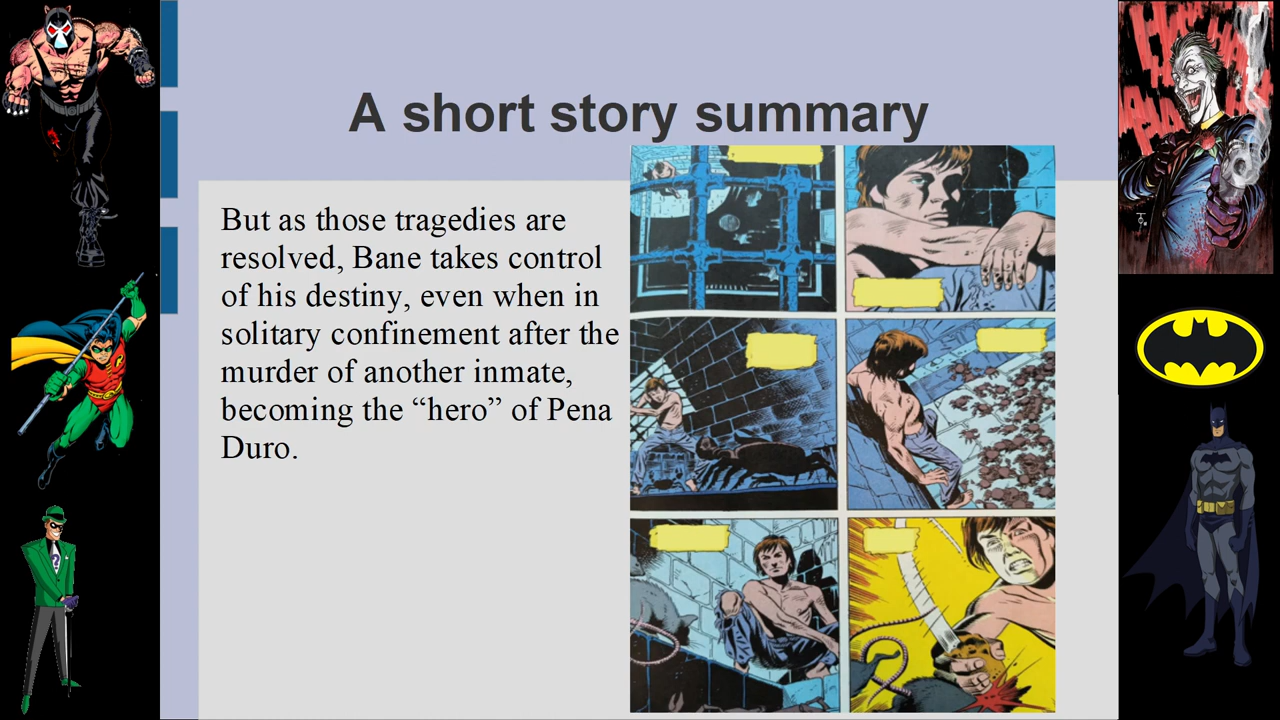 A short story summary
But as those tragedies are
resolved, Bane takes control
of his destiny, even when in
solitary confinement after the
murder of another inmate,
becoming the “hero” of Pena
Duro.